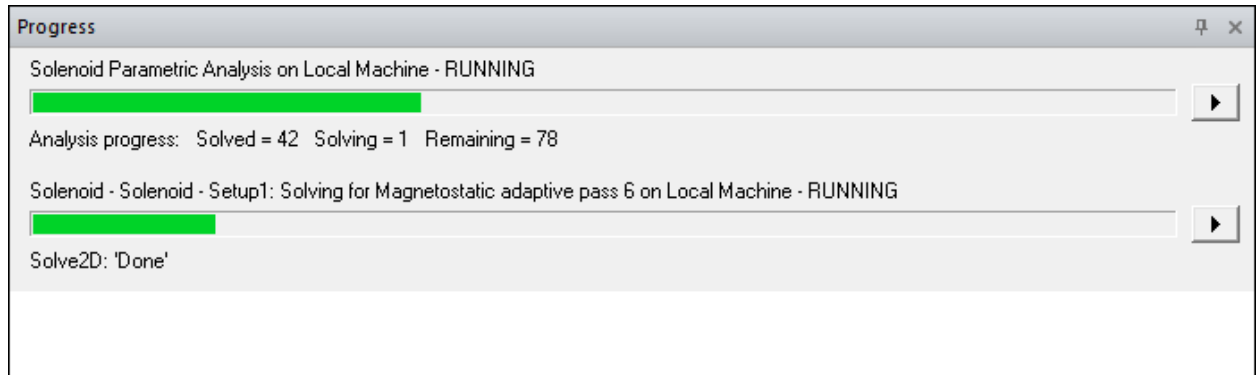 Progress
Solenoid Parametric Analysis on Local Machine - RUNNING
Analysis progress:   Solved = 42   Solving = 1   Remaining = 78
Solenoid - Solenoid - Setup1: Solving for Magnetostatic adaptive pass 6 on Local Machine - RUNNING
Solve2D: 'Done'